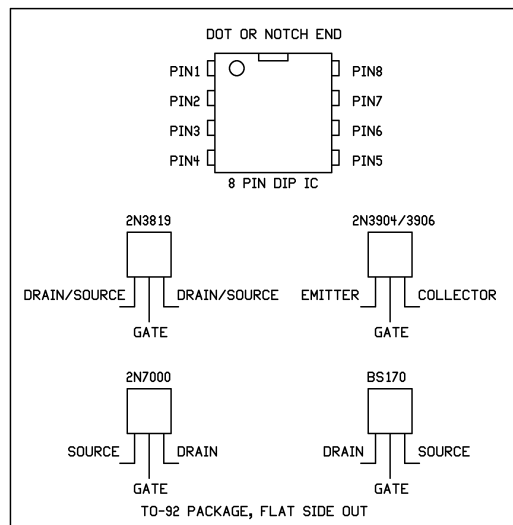 DOT OR NOTCH END
PIN1 PIN8
PIN2 PIN7
PIN3 PIN6
PIN4 PIN5
8 PIN DIP IC
2N3819 2N3904/3906
DRAIN/SOURCE DRAIN/SOURCE EMITTER COLLECTOR
GATE GATE
2N7000 BS170
SOURCE DRAIN DRAIN SOURCE
GATE GATE
TO-92 PACKAGE, FLAT SIDE OUT